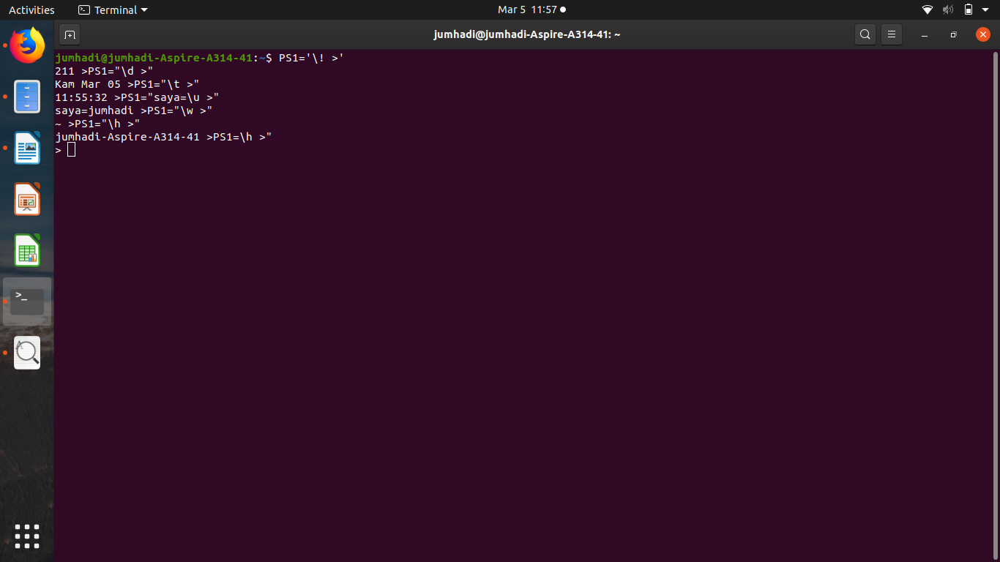 Activities
Terminal
Mar 5 11:57
jumhadi@jumhadi-Aspire-A314-41: ~
jumhadi@jumhadi-Aspire-A314-41:~$ PS1='\! >'
211 >PS1="\d >"
Kam Mar 05 >PS1="\t >"
11:55:32 >PS1="saya=\u >"
saya=jumhadi >PS1="\w >"
~ >PS1="\h >"
jumhadi-Aspire-A314-41 >PS1=\h >"
>
>_
A